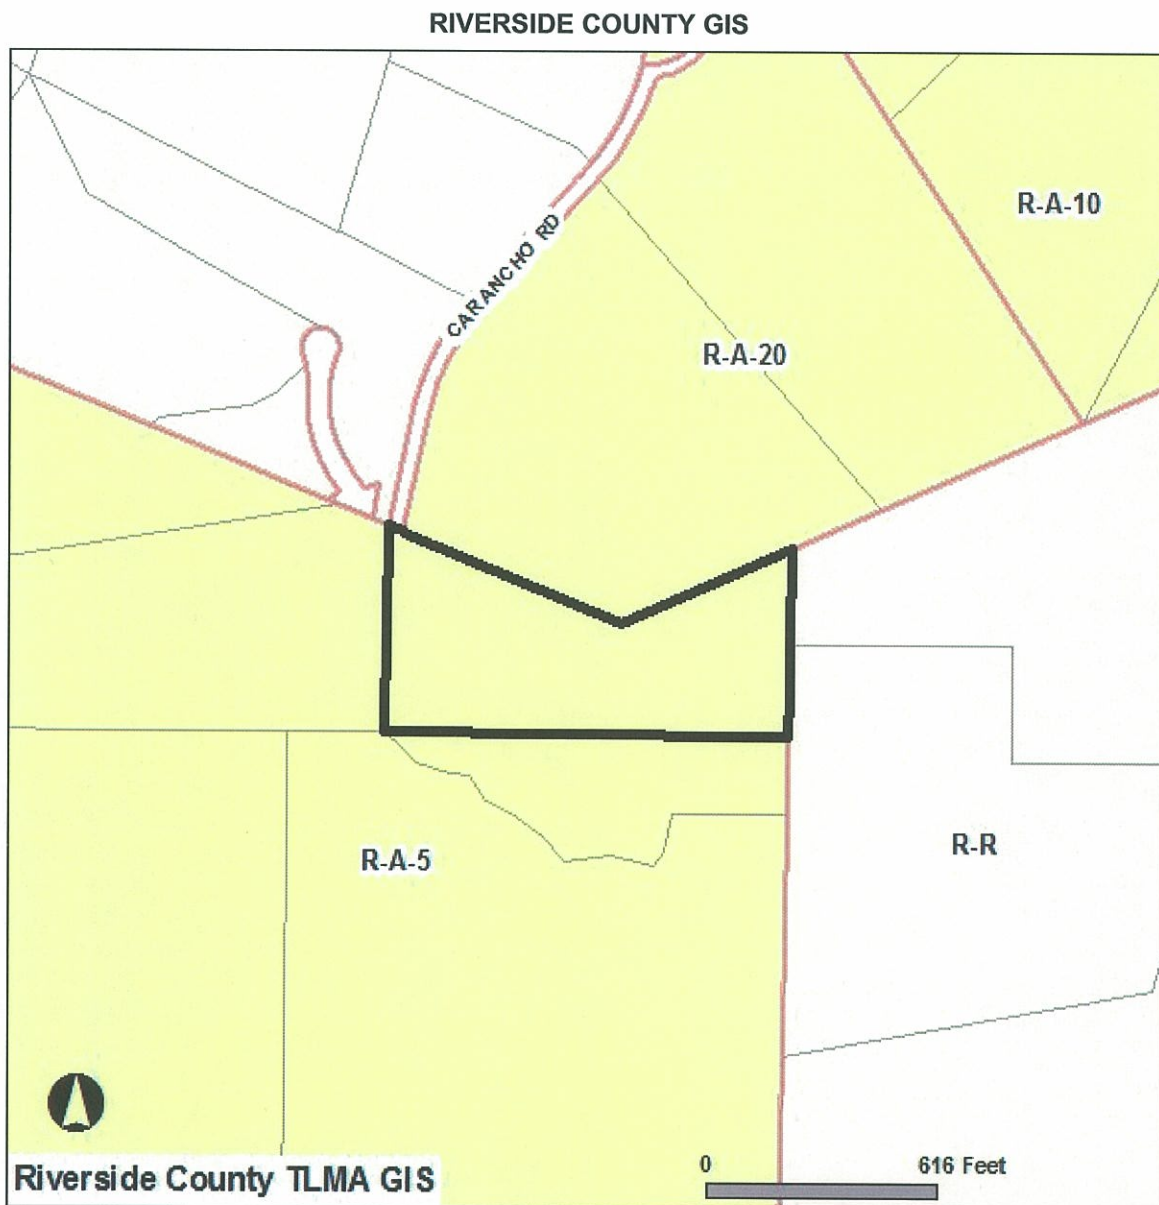 RIVERSIDE COUNTY GIS
R-A-10
CARANCHO RD
R-A-20
R-R
R-A-5
0 616 Feet
Riverside County TLMA GIS